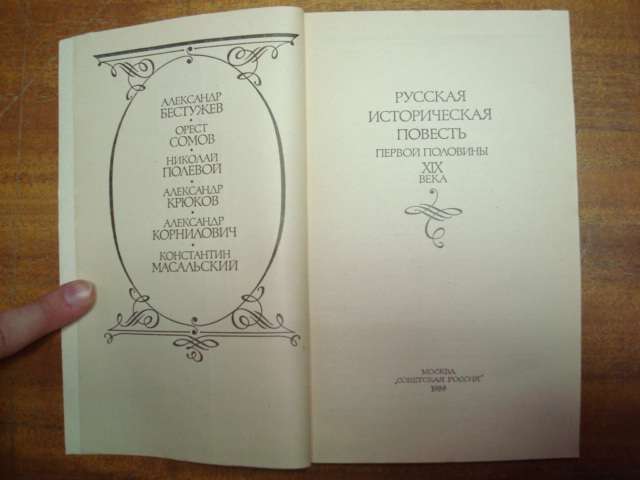 АЛЕКСАНДР
БЕСТУЖЕВ
•
ОРЕСТ
СОМОВ
•
НИКОЛАЙ
ПОЛЕВОЙ
•
АЛЕКСАНДР
КРЮКОВ
•
АЛЕКСАНДР
КОРНИЛОВИЧ
•
КОНСТАНТИН
МАСАЛЬСКИЙ
РУССКАЯ
ИСТОРИЧЕСКАЯ
ПОВЕСТЬ
ПЕРВОЙ ПОЛОВИНЫ
XIX
ВЕКА
МОСКВА
„СОВЕТСКАЯ РОССИЯ"
1989